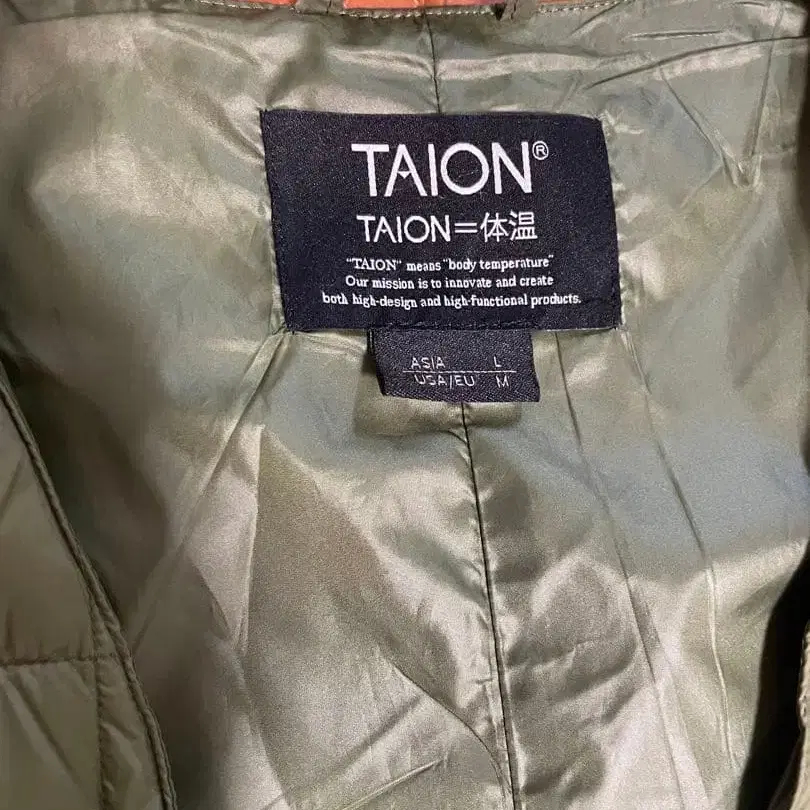 TAION®
TAION=体温
"TAION" means "body temperature"
Our mission is to innovate and create
both high-design and high-functional products.
ASIA L
USA/EU M